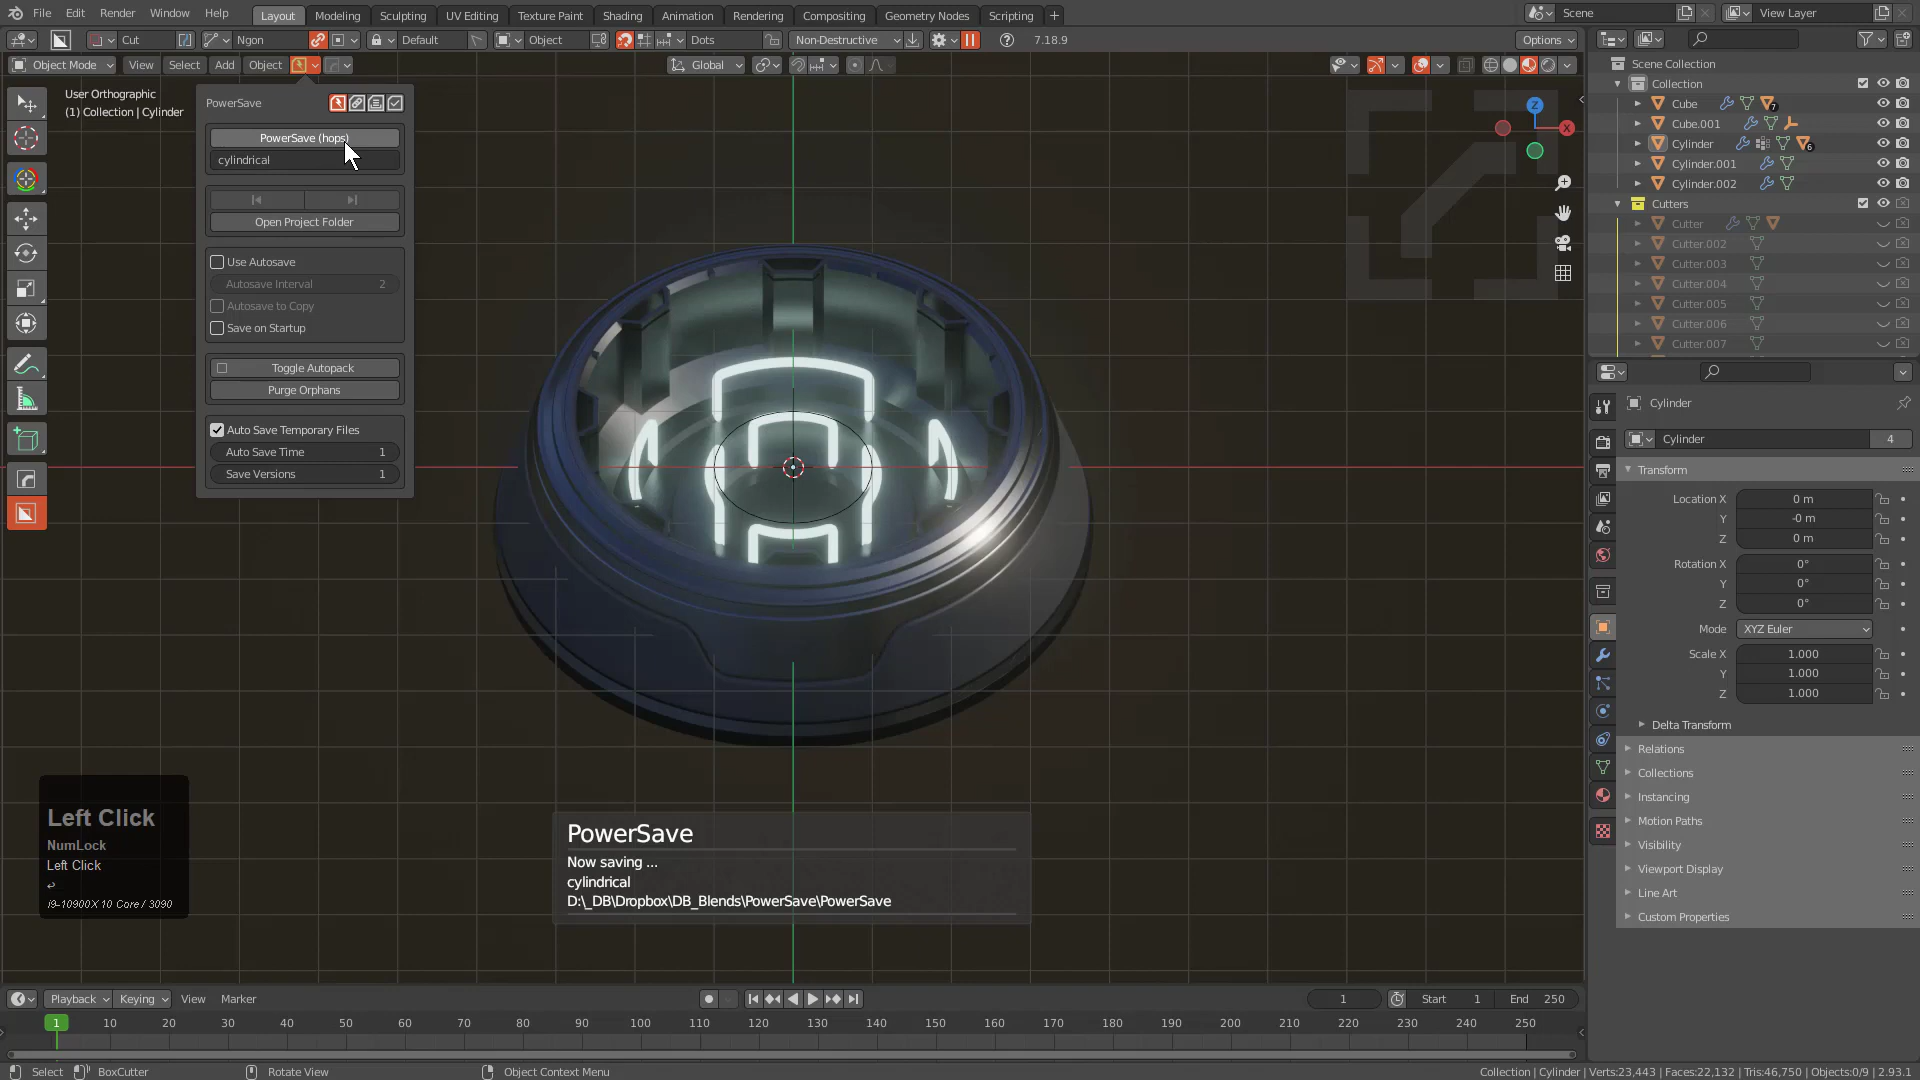 File Edit Render Window Help
Layout Modeling Sculpting UV Editing Texture Paint Shading Animation Rendering Compositing Geometry Nodes Scripting +
Scene
View Layer
Cut
Ngon
Default
Object
Dots
Non-Destructive
7.18.9
Options
Object Mode View Select Add Object
Global
User Orthographic
(1) Collection | Cylinder
PowerSave
PowerSave (hops)
cylindrical
Open Project Folder
Use Autosave
Autosave Interval 2
Autosave to Copy
Save on Startup
Toggle Autopack
Purge Orphans
Auto Save Temporary Files
Auto Save Time 1
Save Versions 1
Z
X
Left Click
NumLock
Left Click
i9-10900X 10 Core / 3090
PowerSave
Now saving ...
cylindrical
D:\_DB\Dropbox\DB_Blends\PowerSave\PowerSave
Scene Collection
Collection
Cube 7
Cube.001
Cylinder 6
Cylinder.001
Cylinder.002
Cutters
Cutter
Cutter.002
Cutter.003
Cutter.004
Cutter.005
Cutter.006
Cutter.007
Cylinder
Cylinder 4
Transform
Location X 0 m
Y -0 m
Z 0 m
Rotation X 0°
Y 0°
Z 0°
Mode XYZ Euler
Scale X 1.000
Y 1.000
Z 1.000
Delta Transform
Relations
Collections
Instancing
Motion Paths
Visibility
Viewport Display
Line Art
Custom Properties
Playback Keying View Marker
1 Start 1 End 250
1 10 20 30 40 50 60 70 80 90 100 110 120 130 140 150 160 170 180 190 200 210 220 230 240 250
Select BoxCutter Rotate View Object Context Menu
Collection | Cylinder | Verts:23,443 | Faces:22,132 | Tris:46,750 | Objects:0/9 | 2.93.1